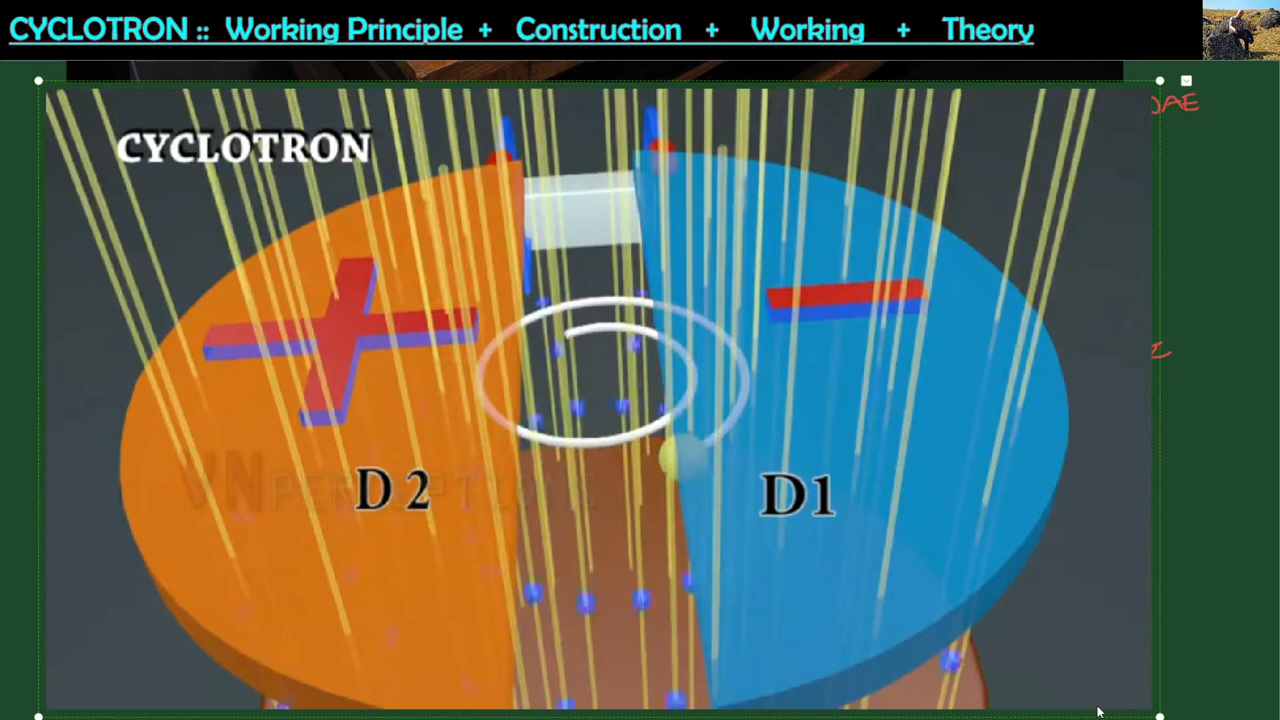 CYCLOTRON :: Working Principle + Construction + Working + Theory
CYCLOTRON
D 2
D1